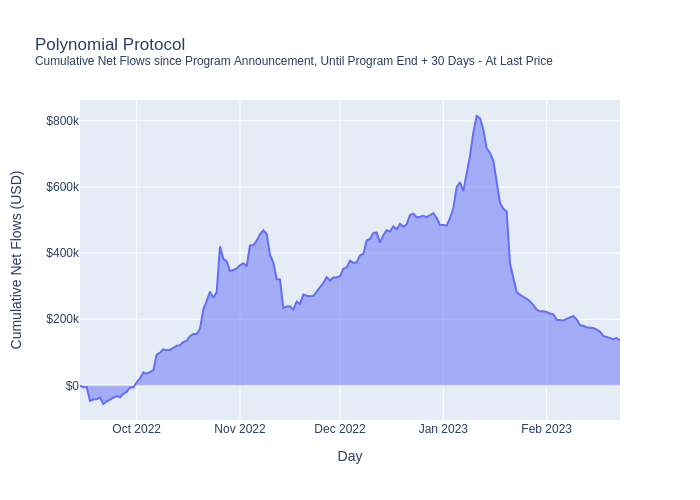 Polynomial Protocol
Cumulative Net Flows since Program Announcement, Until Program End + 30 Days - At Last Price
Cumulative Net Flows (USD)
$800k
$600k
$400k
$200k
$0
Oct 2022
Nov 2022
Dec 2022
Jan 2023
Feb 2023
Day